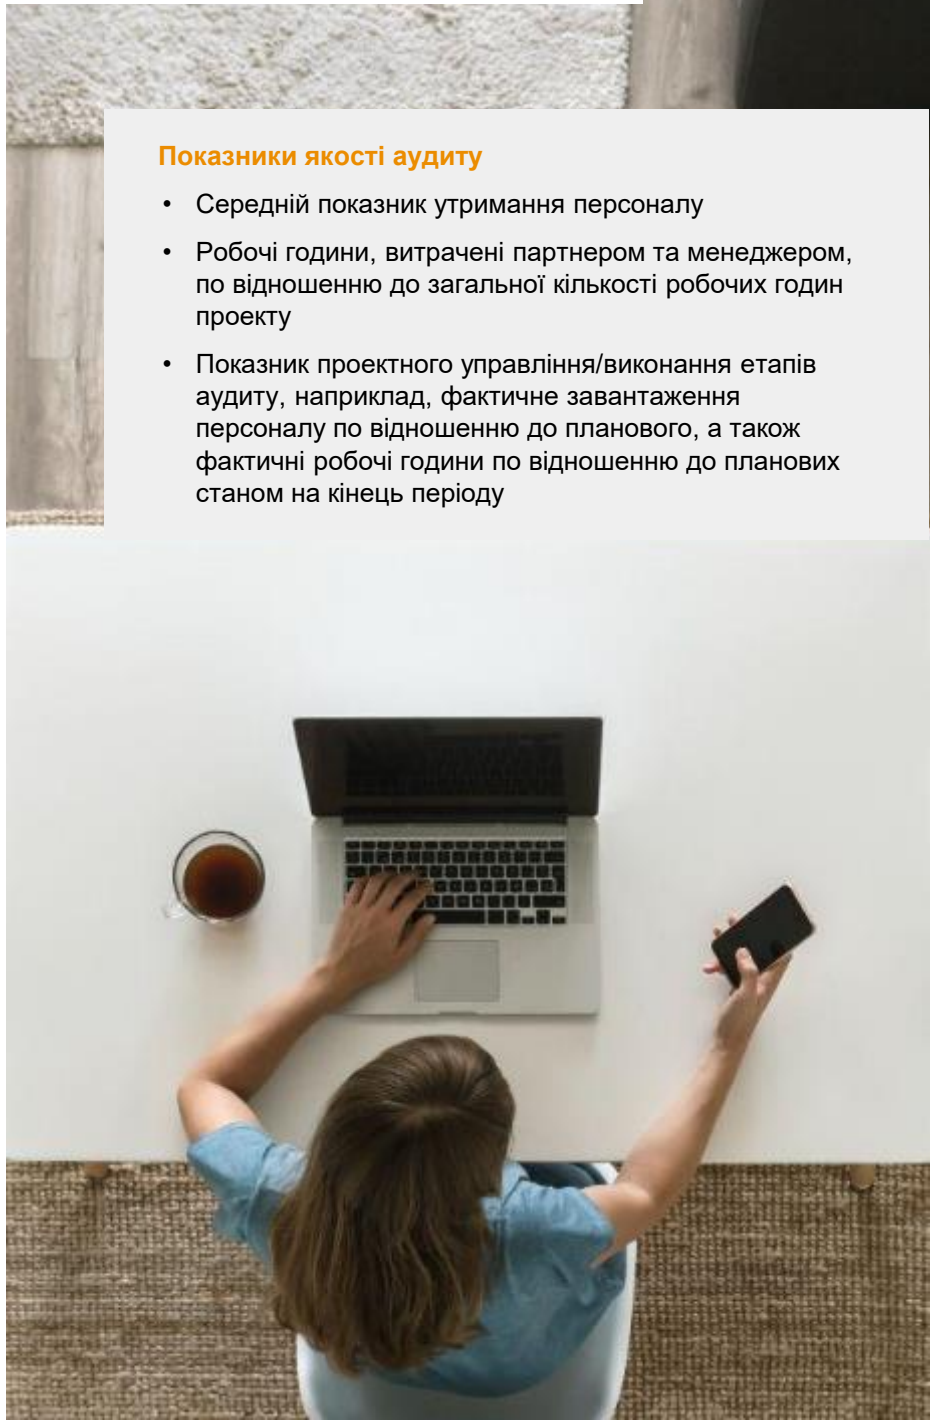 Показники якості аудиту
• Середній показник утримання персоналу
• Робочі години, витрачені партнером та менеджером,
по відношенню до загальної кількості робочих годин
проекту
• Показник проектного управління/виконання етапів
аудиту, наприклад, фактичне завантаження
персоналу по відношенню до планового, а також
фактичні робочі години по відношенню до планових
станом на кінець періоду